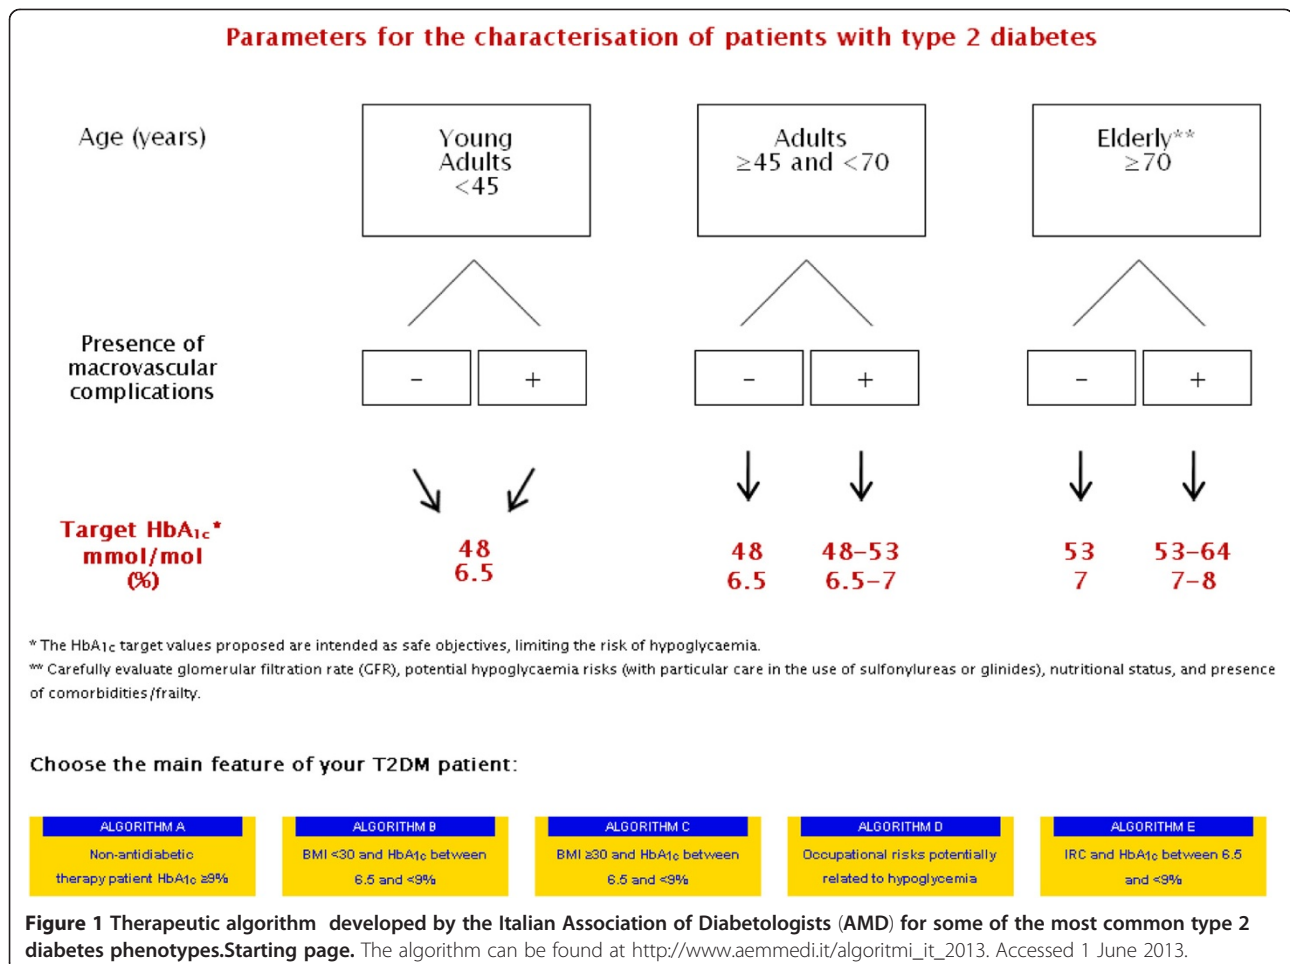 Parameters for the characterisation of patients with type 2 diabetes
Age (years)
Young
Adults
<45
Adults
≥45 and <70
Elderly**
≥70
Presence of
macrovascular
complications
–
+
–
+
–
+
Target HbA1c*
mmol/mol
(%)
48
6.5
48
6.5
48–53
6.5–7
53
7
53–64
7–8
* The HbA1c target values proposed are intended as safe objectives, limiting the risk of hypoglycaemia.
** Carefully evaluate glomerular filtration rate (GFR), potential hypoglycaemia risks (with particular care in the use of sulfonylureas or glinides), nutritional status, and presence
of comorbidities/frailty.
Choose the main feature of your T2DM patient:
ALGORITHM A
Non-antidiabetic
therapy patient HbA1c ≥9%
ALGORITHM B
BMI <30 and HbA1c between
6.5 and <9%
ALGORITHM C
BMI ≥30 and HbA1c between
6.5 and <9%
ALGORITHM D
Occupational risks potentially
related to hypoglycemia
ALGORITHM E
IRC and HbA1c between 6.5
and <9%
Figure 1 Therapeutic algorithm developed by the Italian Association of Diabetologists (AMD) for some of the most common type 2
diabetes phenotypes.Starting page. The algorithm can be found at http://www.aemmedi.it/algoritmi_it_2013. Accessed 1 June 2013.